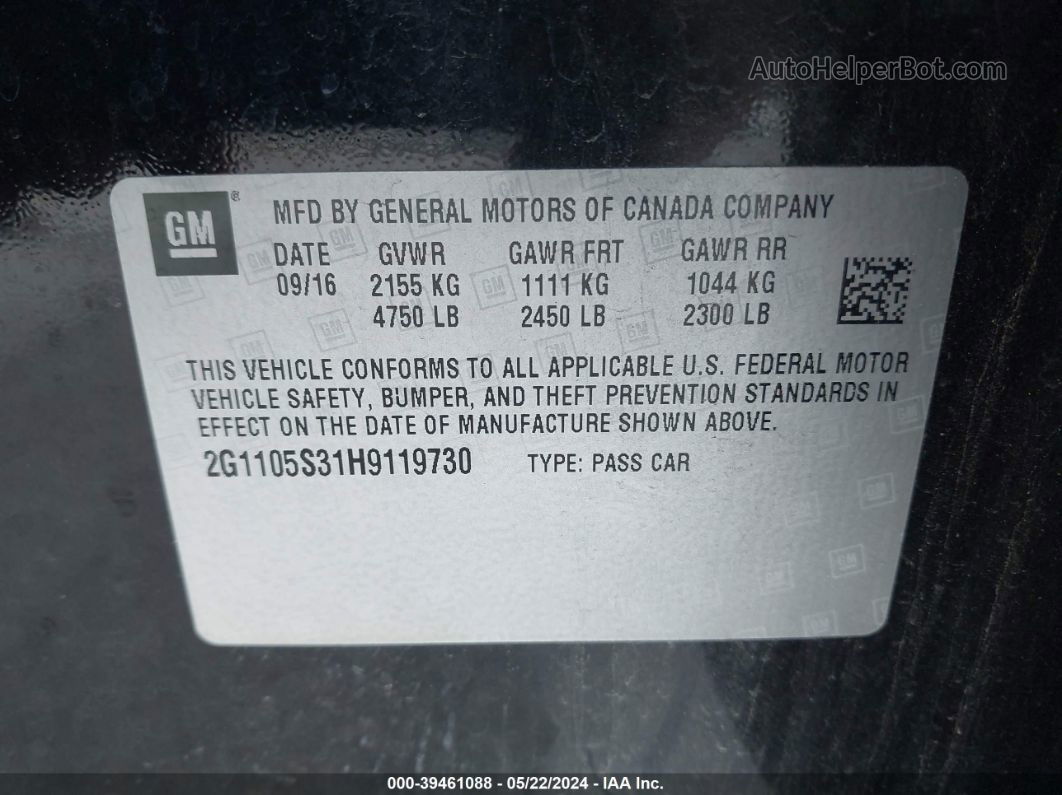 AutoHelperBot.com
GM ®
MFD BY GENERAL MOTORS OF CANADA COMPANY
DATE GVWR GAWR FRT GAWR RR
09/16 2155 KG 1111 KG 1044 KG
4750 LB 2450 LB 2300 LB
THIS VEHICLE CONFORMS TO ALL APPLICABLE U.S. FEDERAL MOTOR
VEHICLE SAFETY, BUMPER, AND THEFT PREVENTION STANDARDS IN
EFFECT ON THE DATE OF MANUFACTURE SHOWN ABOVE.
2G1105S31H9119730 TYPE: PASS CAR
000-39461088 - 05/22/2024 - IAA Inc.